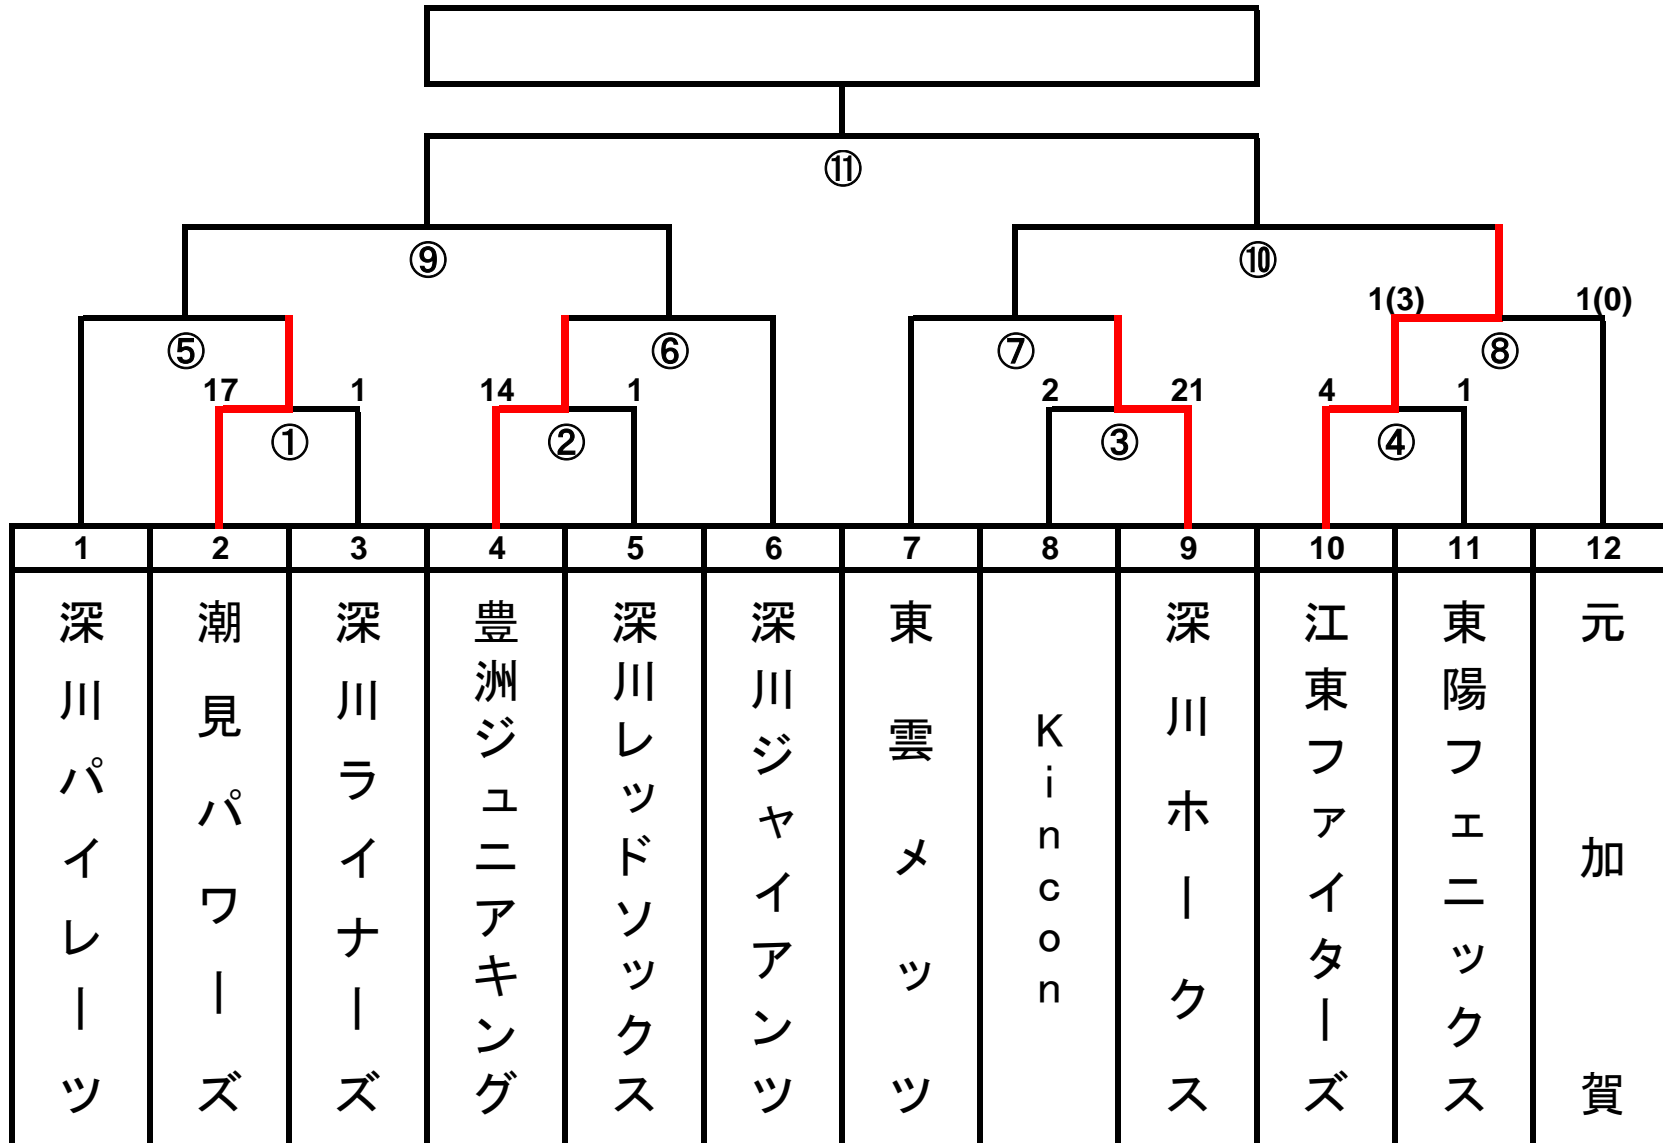 ⑪
⑨ ⑩
1(3) 1(0)
⑤ ⑥ ⑦ ⑧
17 1 14 1 2 21 4 1
① ② ③ ④
1 2 3 4 5 6 7 8 9 10 11 12
深川パイレーツ
潮見パワーズ
深川ライナーズ
豊洲ジュニアキング
深川レッドソックス
深川ジャイアンツ
東雲メッツ
Kincon
深川ホークス
江東ファイターズ
東陽フェニックス
元加賀